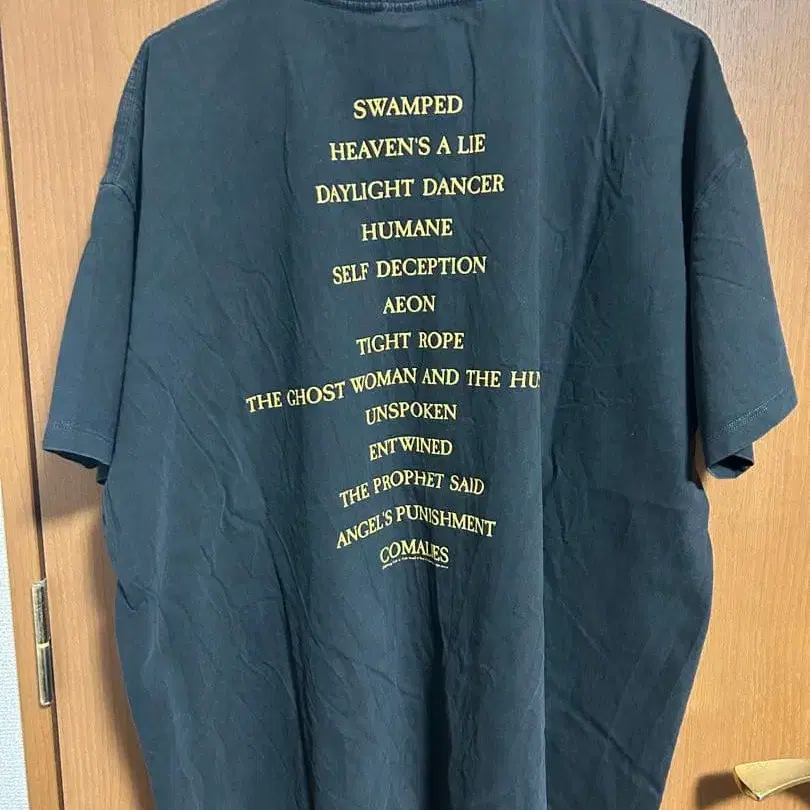 SWAMPED
HEAVEN'S A LIE
DAYLIGHT DANCER
HUMANE
SELF DECEPTION
AEON
TIGHT ROPE
THE GHOST WOMAN AND THE HUN
UNSPOKEN
ENTWINED
THE PROPHET SAID
ANGEL'S PUNISHMENT
COMALIES